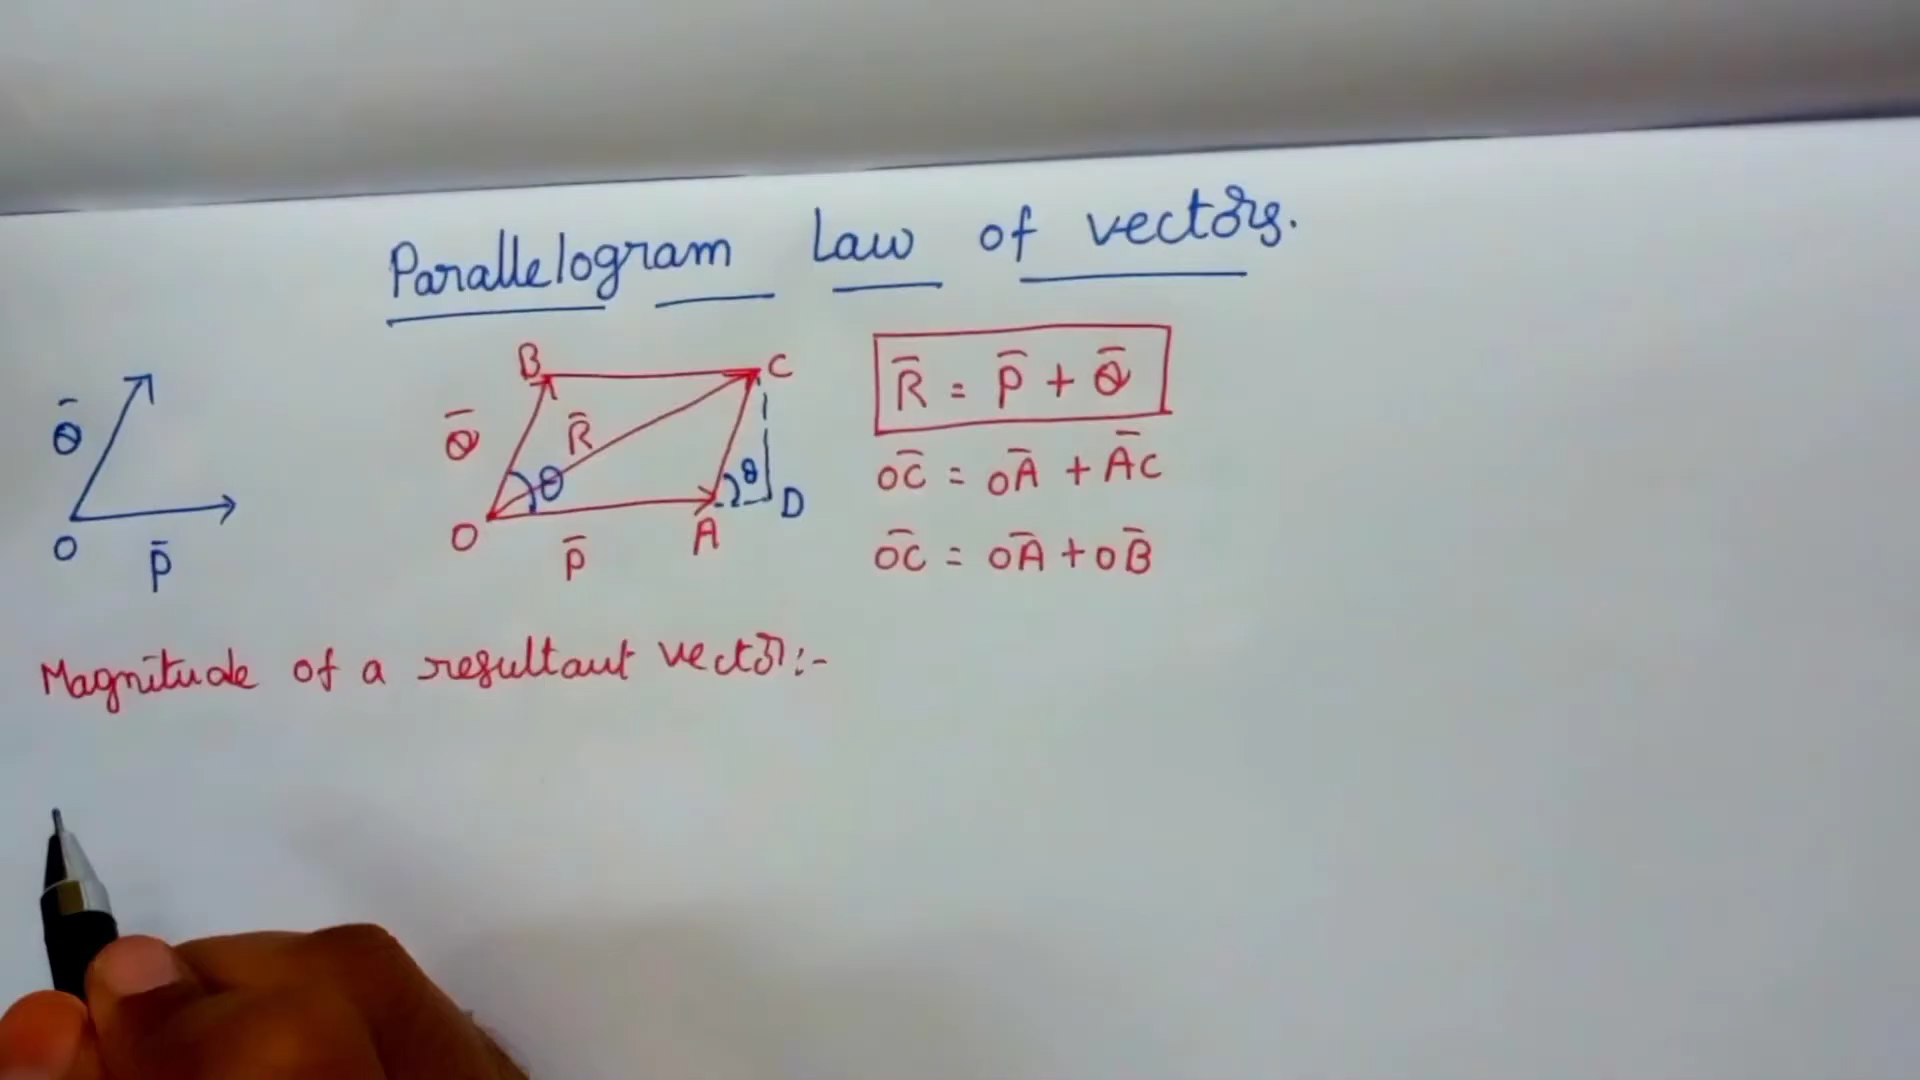 Parallelogram Law of vectors.
Q̄
O
P̄
B
C
Q̄
R̄
θ
θ
O
P̄
A
D
R̄ = P̄ + Q̄
OC̄ = OĀ + ĀC
OC̄ = OĀ + OB̄
Magnitude of a resultant vector:-